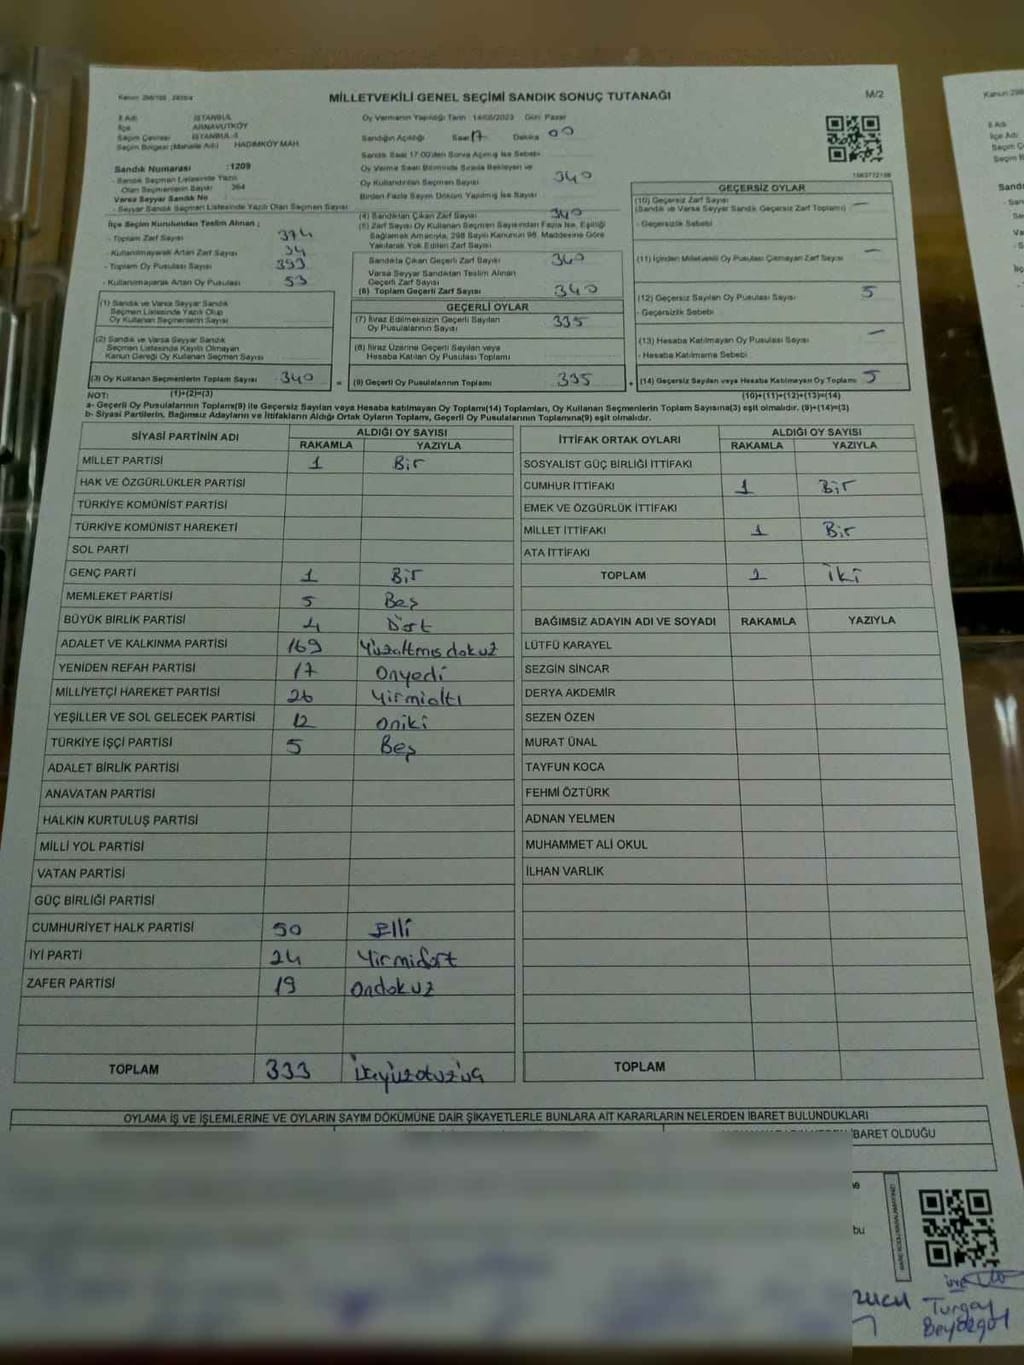 Kanun 298/105
MİLLETVEKİLİ GENEL SEÇİMİ SANDIK SONUÇ TUTANAĞI
M/2
İli Adı İSTANBUL
İlçe ARNAVUTKÖY
Seçim Çevresi İSTANBUL-3
Seçim Bölgesi (Mahalle Adı) HADIMKÖY MAH.
Sandık Numarası : 1209
- Sandık Seçmen Listesinde Yazılı
Olan Seçmenlerin Sayısı 364
Varsa Seyyar Sandık No
- Seyyar Sandık Seçmen Listesinde Yazılı Olan Seçmen Sayısı
İlçe Seçim Kurulundan Teslim Alınan ;
- Toplam Zarf Sayısı 374
- Kullanılmayarak Artan Zarf Sayısı 34
- Toplam Oy Pusulası Sayısı 393
- Kullanılmayarak Artan Oy Pusulası 53
(1) Sandık ve Varsa Seyyar Sandık
Seçmen Listesinde Yazılı Olup
Oy Kullanan Seçmenlerin Sayısı
(2) Sandık ve Varsa Seyyar Sandık
Seçmen Listesinde Kayıtlı Olmayan
Kanun Gereği Oy Kullanan Seçmen Sayısı
(3) Oy Kullanan Seçmenlerin Toplam Sayısı 340
(1)+(2)=(3)
Oy Vermenin Yapıldığı Tarih 14/05/2023 Gün Pazar
Sandığın Açıldığı Saat 17 Dakika 00
Sandık Saat 17.00'den Sonra Açılmış İse Sebebi
Oy Verme Saati Bitiminde Sırada Bekleyen ve
Oy Kullandırılan Seçmen Sayısı 340
Birden Fazla Sayım Döküm Yapılmış İse Sayısı
(4) Sandıktan Çıkan Zarf Sayısı 340
(5) Zarf Sayısı Oy Kullanan Seçmen Sayısından Fazla İse, Eşitliği
Sağlamak Amacıyla, 298 Sayılı Kanunun 98. Maddesine Göre
Yakılarak Yok Edilen Zarf Sayısı
Sandıkta Çıkan Geçerli Zarf Sayısı 340
Varsa Seyyar Sandıktan Teslim Alınan
Geçerli Zarf Sayısı
(6) Toplam Geçerli Zarf Sayısı 340
GEÇERLİ OYLAR
(7) İtiraz Edilmeksizin Geçerli Sayılan
Oy Pusulalarının Sayısı 335
(8) İtiraz Üzerine Geçerli Sayılan veya
Hesaba Katılan Oy Pusulası Toplamı
= (9) Geçerli Oy Pusulalarının Toplamı 335
GEÇERSİZ OYLAR
(10) Geçersiz Zarf Sayısı
(Sandık ve Varsa Seyyar Sandık Geçersiz Zarf Toplamı) —
- Geçersizlik Sebebi
(11) İçinden Milletvekili Oy Pusulası Çıkmayan Zarf Sayısı —
(12) Geçersiz Sayılan Oy Pusulası Sayısı 5
- Geçersizlik Sebebi
(13) Hesaba Katılmayan Oy Pusulası Sayısı —
- Hesaba Katılmama Sebebi
+ (14) Geçersiz Sayılan veya Hesaba Katılmayan Oy Toplamı 5
(10)+(11)+(12)+(13)=(14)
NOT:
a- Geçerli Oy Pusulalarının Toplamı(9) ile Geçersiz Sayılan veya Hesaba katılmayan Oy Toplamı(14) Toplamları, Oy Kullanan Seçmenlerin Toplam Sayısına(3) eşit olmalıdır. (9)+(14)=(3)
b- Siyasi Partilerin, Bağımsız Adayların ve İttifakların Aldığı Ortak Oyların Toplamı, Geçerli Oy Pusulalarının Toplamına(9) eşit olmalıdır.
SİYASİ PARTİNİN ADI ALDIĞI OY SAYISI
RAKAMLA YAZIYLA
MİLLET PARTİSİ 1 Bir
HAK VE ÖZGÜRLÜKLER PARTİSİ
TÜRKİYE KOMÜNİST PARTİSİ
TÜRKİYE KOMÜNİST HAREKETİ
SOL PARTİ
GENÇ PARTİ 1 Bir
MEMLEKET PARTİSİ 5 Beş
BÜYÜK BİRLİK PARTİSİ 4 Dört
ADALET VE KALKINMA PARTİSİ 169 Yüzaltmışdokuz
YENİDEN REFAH PARTİSİ 17 Onyedi
MİLLİYETÇİ HAREKET PARTİSİ 26 Yirmialtı
YEŞİLLER VE SOL GELECEK PARTİSİ 12 Oniki
TÜRKİYE İŞÇİ PARTİSİ 5 Beş
ADALET BİRLİK PARTİSİ
ANAVATAN PARTİSİ
HALKIN KURTULUŞ PARTİSİ
MİLLİ YOL PARTİSİ
VATAN PARTİSİ
GÜÇ BİRLİĞİ PARTİSİ
CUMHURİYET HALK PARTİSİ 50 Elli
İYİ PARTİ 24 Yirmidört
ZAFER PARTİSİ 19 Ondokuz
TOPLAM 333
İTTİFAK ORTAK OYLARI ALDIĞI OY SAYISI
RAKAMLA YAZIYLA
SOSYALİST GÜÇ BİRLİĞİ İTTİFAKI
CUMHUR İTTİFAKI 1 Bir
EMEK VE ÖZGÜRLÜK İTTİFAKI
MİLLET İTTİFAKI 1 Bir
ATA İTTİFAKI
TOPLAM 2 İki
BAĞIMSIZ ADAYIN ADI VE SOYADI RAKAMLA YAZIYLA
LÜTFÜ KARAYEL
SEZGİN SİNCAR
DERYA AKDEMİR
SEZEN ÖZEN
MURAT ÜNAL
TAYFUN KOCA
FEHMİ ÖZTÜRK
ADNAN YELMEN
MUHAMMET ALİ OKUL
İLHAN VARLIK
TOPLAM
OYLAMA İŞ VE İŞLEMLERİNE VE OYLARIN SAYIM DÖKÜMÜNE DAİR ŞİKAYETLERLE BUNLARA AİT KARARLARIN NELERDEN İBARET BULUNDUKLARI
İBARET OLDUĞU
bu
Turgay
Kanun 298
İli Adı
İlçe Adı
Seçim Ç
Seçim B